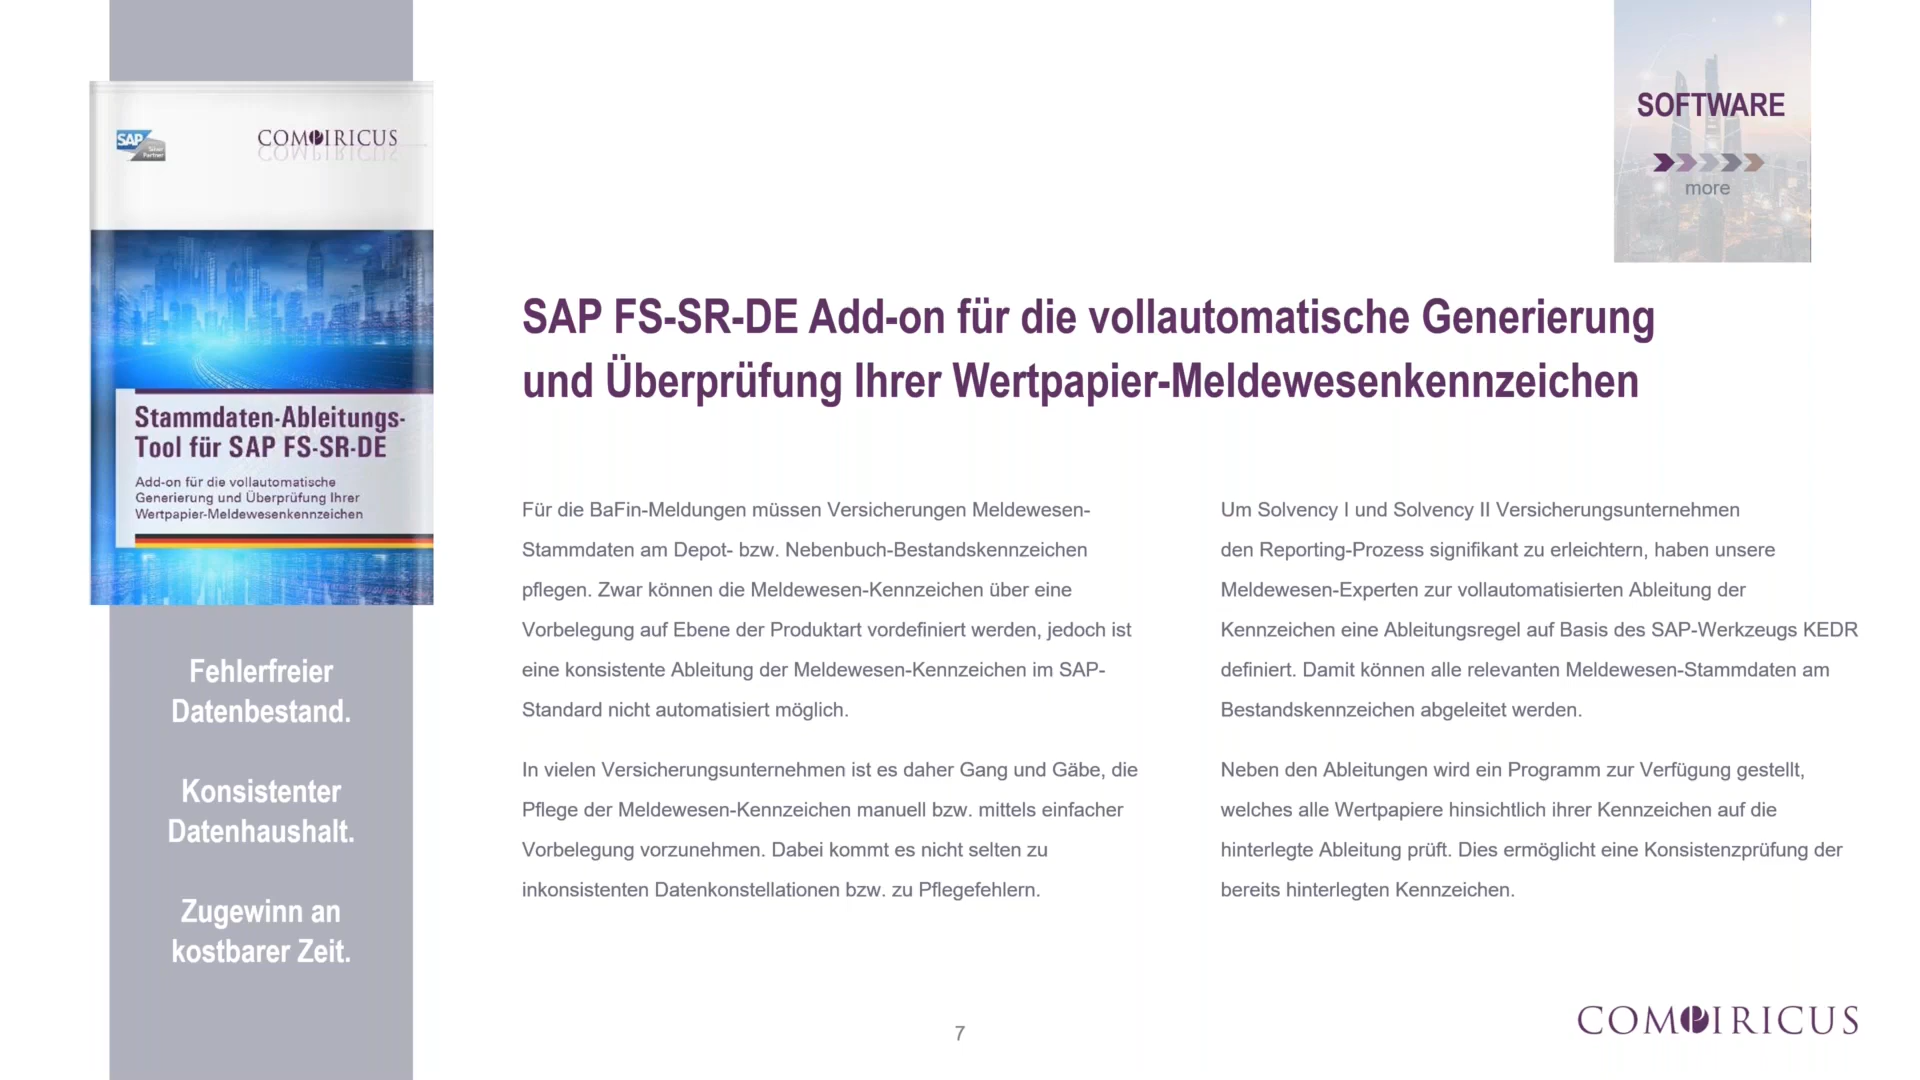 SAP
Silver
Partner
COMPIRICUS
Stammdaten-Ableitungs-
Tool für SAP FS-SR-DE
Add-on für die vollautomatische
Generierung und Überprüfung Ihrer
Wertpapier-Meldewesenkennzeichen
Fehlerfreier
Datenbestand.
Konsistenter
Datenhaushalt.
Zugewinn an
kostbarer Zeit.
SOFTWARE
more
SAP FS-SR-DE Add-on für die vollautomatische Generierung
und Überprüfung Ihrer Wertpapier-Meldewesenkennzeichen
Für die BaFin-Meldungen müssen Versicherungen Meldewesen-
Stammdaten am Depot- bzw. Nebenbuch-Bestandskennzeichen
pflegen. Zwar können die Meldewesen-Kennzeichen über eine
Vorbelegung auf Ebene der Produktart vordefiniert werden, jedoch ist
eine konsistente Ableitung der Meldewesen-Kennzeichen im SAP-
Standard nicht automatisiert möglich.
In vielen Versicherungsunternehmen ist es daher Gang und Gäbe, die
Pflege der Meldewesen-Kennzeichen manuell bzw. mittels einfacher
Vorbelegung vorzunehmen. Dabei kommt es nicht selten zu
inkonsistenten Datenkonstellationen bzw. zu Pflegefehlern.
Um Solvency I und Solvency II Versicherungsunternehmen
den Reporting-Prozess signifikant zu erleichtern, haben unsere
Meldewesen-Experten zur vollautomatisierten Ableitung der
Kennzeichen eine Ableitungsregel auf Basis des SAP-Werkzeugs KEDR
definiert. Damit können alle relevanten Meldewesen-Stammdaten am
Bestandskennzeichen abgeleitet werden.
Neben den Ableitungen wird ein Programm zur Verfügung gestellt,
welches alle Wertpapiere hinsichtlich ihrer Kennzeichen auf die
hinterlegte Ableitung prüft. Dies ermöglicht eine Konsistenzprüfung der
bereits hinterlegten Kennzeichen.
7
COMPIRICUS